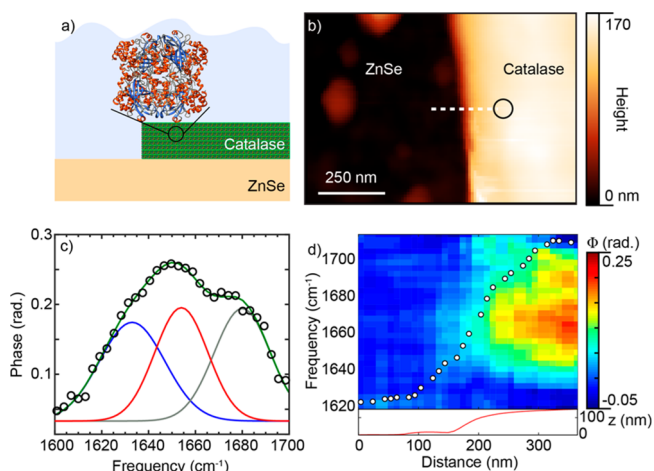 a)
Catalase
ZnSe
b)
ZnSe
Catalase
250 nm
170
Height
0 nm
c)
0.3
0.2
0.1
Phase (rad.)
1600 1620 1640 1660 1680 1700
Frequency (cm-1)
d)
1700
1680
1660
1640
1620
Frequency (cm-1)
Φ (rad.)
0.25
-0.05
100
0
z (nm)
0 100 200 300
Distance (nm)